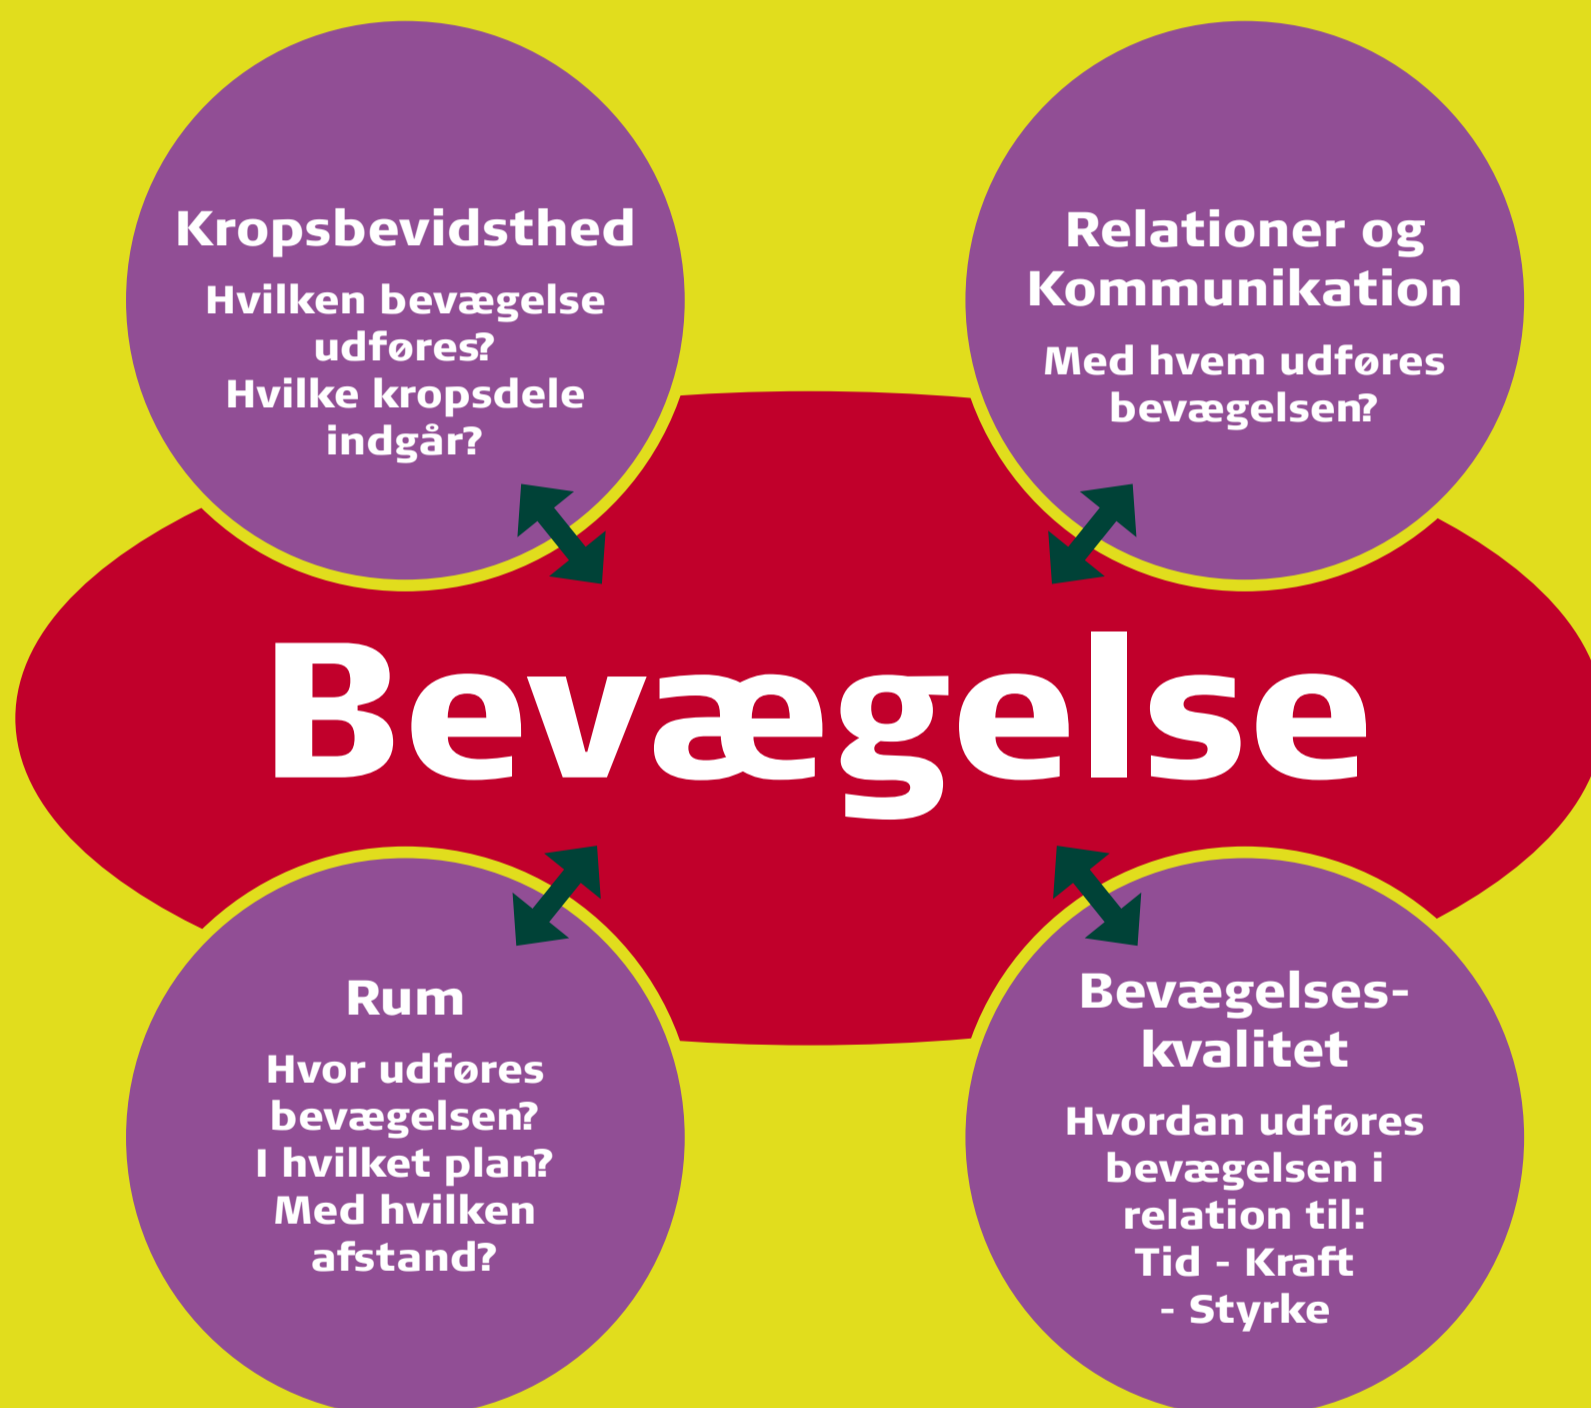 Kropsbevidsthed
Hvilken bevægelse
udføres?
Hvilke kropsdele
indgår?
Relationer og
Kommunikation
Med hvem udføres
bevægelsen?
Bevægelse
Rum
Hvor udføres
bevægelsen?
I hvilket plan?
Med hvilken
afstand?
Bevægelses-
kvalitet
Hvordan udføres
bevægelsen i
relation til:
Tid - Kraft
- Styrke